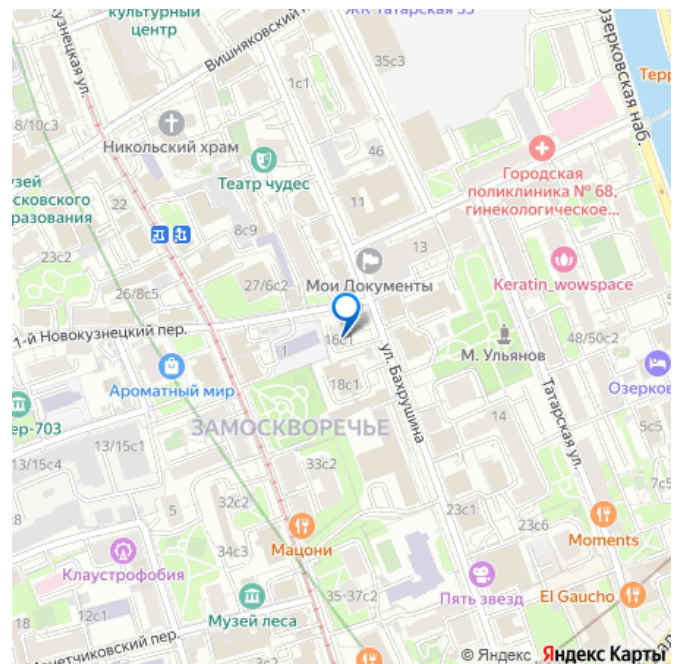 культурный
центр
ЖК Татарская 35
Вишняковский п
35с3
Озерковская наб.
знецкая ул.
1с1
Терр
8/10с3
Никольский храм
46
Театр чудес
Городская
поликлиника № 68,
гинекологическое...
узей
сковского
разования
22
11
8с9
13
23с2
Мои Документы
Keratin_wowspace
27/6с2
26/8с5
1-й Новокузнецкий пер.
16с1
1
ул. Бахрушина
М. Ульянов
48/50с2
Ароматный мир
18с1
Татарская ул.
Озерков
ер-703
ЗАМОСКВОРЕЧЬЕ
14
5с5
13/15с1
13/15с4
33с2
7с5
32с2
5
23с1
23с6
с8
Мацони
Moments
34с3
Клаустрофобия
Пять звезд
El Gaucho
35-37с2
Музей леса
18
12с1
нетчиковский пер.
© Яндекс
Яндекс Карты